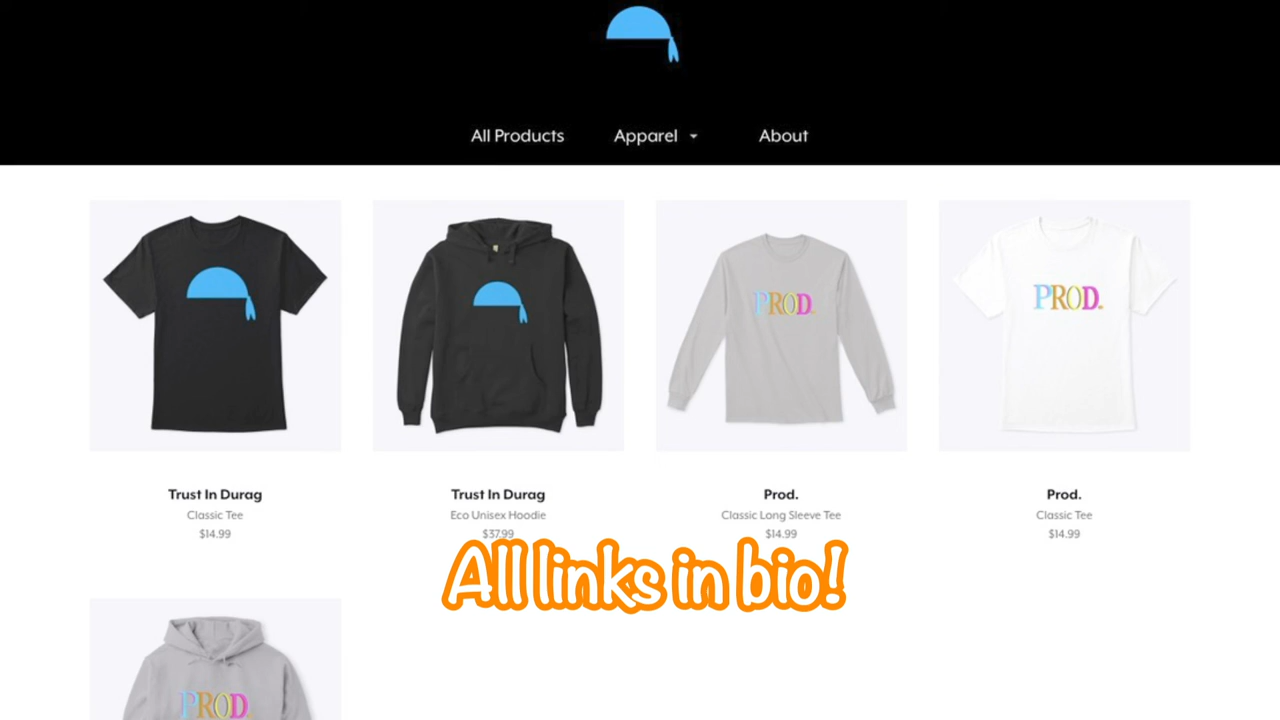 All Products Apparel About
PROD.
PROD.
Trust In Durag
Classic Tee
$14.99
Trust In Durag
Eco Unisex Hoodie
$37.99
Prod.
Classic Long Sleeve Tee
$14.99
Prod.
Classic Tee
$14.99
All links in bio!
PROD.